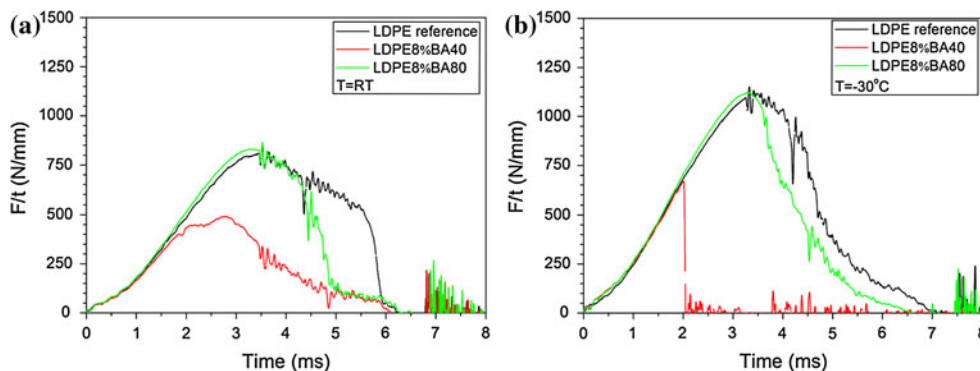 (a)
1500
1250
1000
750
500
250
0
F/t (N/mm)
LDPE reference
LDPE8%BA40
LDPE8%BA80
T=RT
0 1 2 3 4 5 6 7 8
Time (ms)
(b)
1500
1250
1000
750
500
250
0
F/t (N/mm)
LDPE reference
LDPE8%BA40
LDPE8%BA80
T=-30°C
0 1 2 3 4 5 6 7 8
Time (ms)